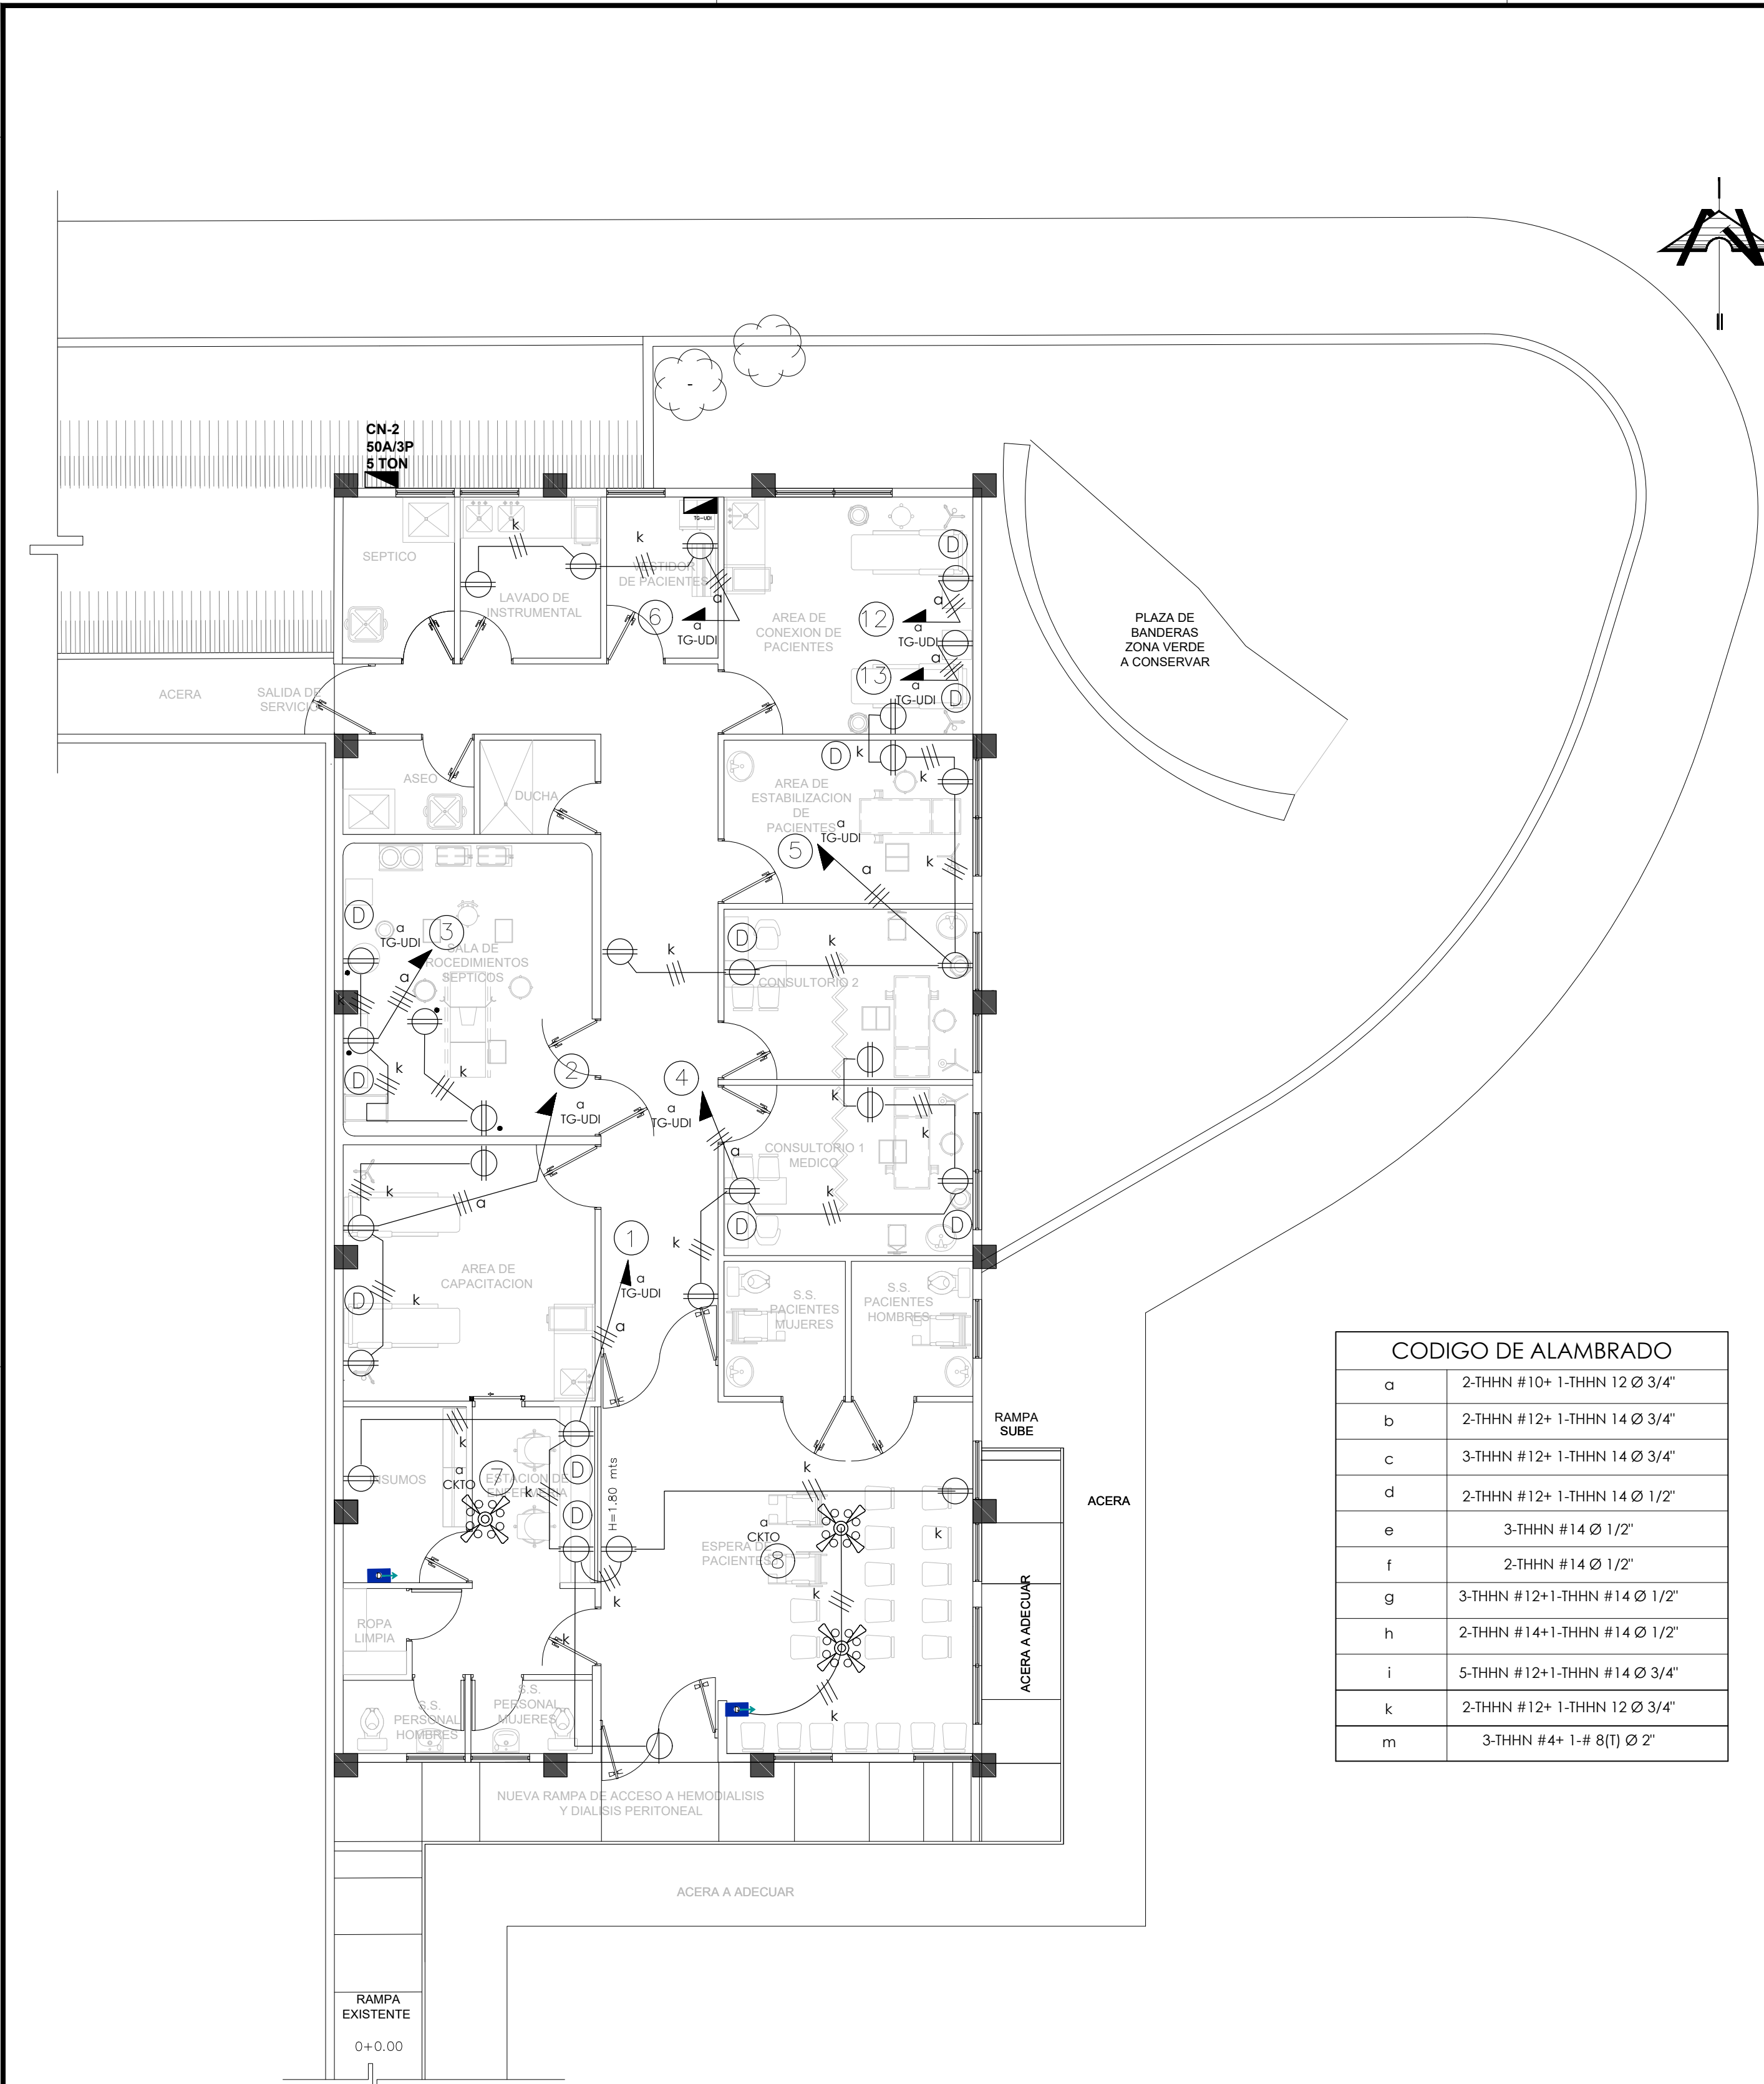 CN-2
50A/3P
5 TON
TG-UDI
SEPTICO
k
k
LAVADO DE
INSTRUMENTAL
VESTIDOR
DE PACIENTES
a
6
a
TG-UDI
D
AREA DE
CONEXION DE
PACIENTES
12
a
a
TG-UDI
13
a
a
TG-UDI
D
PLAZA DE
BANDERAS
ZONA VERDE
A CONSERVAR
ACERA
SALIDA DE
SERVICIO
ASEO
DUCHA
D
k
k
AREA DE
ESTABILIZACION
DE
PACIENTES
a
TG-UDI
5
a
k
D
a
TG-UDI
3
SALA DE
PROCEDIMIENTOS
SEPTICOS
a
k
k
k
D
k
D
k
CONSULTORIO 2
2
a
TG-UDI
4
a
TG-UDI
a
k
k
CONSULTORIO 1
MEDICO
k
D
D
k
k
a
1
a
TG-UDI
a
AREA DE
CAPACITACION
D
k
S.S.
PACIENTES
MUJERES
S.S.
PACIENTES
HOMBRES
CODIGO DE ALAMBRADO
a 2-THHN #10+ 1-THHN 12 Ø 3/4"
b 2-THHN #12+ 1-THHN 14 Ø 3/4"
c 3-THHN #12+ 1-THHN 14 Ø 3/4"
d 2-THHN #12+ 1-THHN 14 Ø 1/2"
e 3-THHN #14 Ø 1/2"
f 2-THHN #14 Ø 1/2"
g 3-THHN #12+1-THHN #14 Ø 1/2"
h 2-THHN #14+1-THHN #14 Ø 1/2"
i 5-THHN #12+1-THHN #14 Ø 3/4"
k 2-THHN #12+ 1-THHN 12 Ø 3/4"
m 3-THHN #4+ 1-# 8(T) Ø 2"
RAMPA
SUBE
ACERA
ACERA A ADECUAR
k
a
CKTO
7
INSUMOS
ESTACION DE
ENFERMERIA
k
D
D
H=1.80 mts
k
k
a
CKTO
8
ESPERA DE
PACIENTES
k
k
k
k
ROPA
LIMPIA
k
S.S.
PERSONAL
HOMBRES
S.S.
PERSONAL
MUJERES
NUEVA RAMPA DE ACCESO A HEMODIALISIS
Y DIALISIS PERITONEAL
ACERA A ADECUAR
RAMPA
EXISTENTE
0+0.00